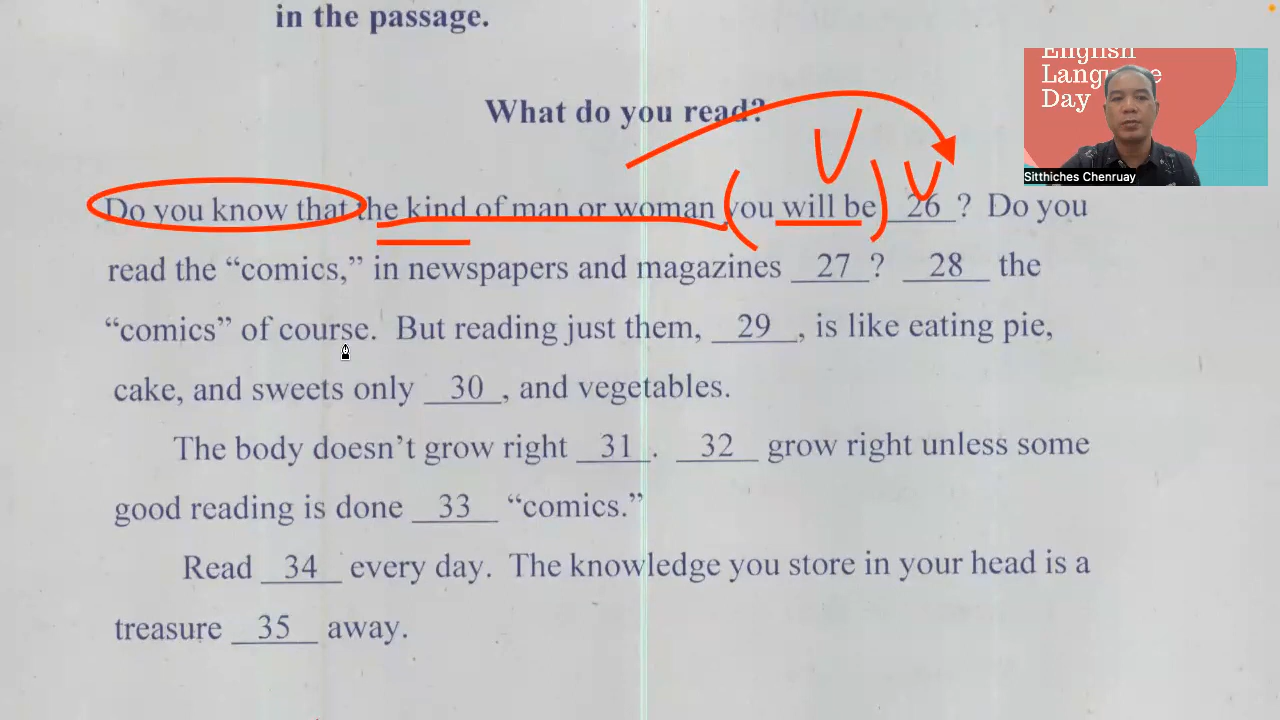 in the passage.
English
Language
Day
Sitthiches Chenruay
What do you read?
Do you know that the kind of man or woman you will be 26 ? Do you
read the “comics,” in newspapers and magazines 27 ? 28 the
“comics” of course. But reading just them, 29 , is like eating pie,
cake, and sweets only 30 , and vegetables.
The body doesn’t grow right 31 . 32 grow right unless some
good reading is done 33 “comics.”
Read 34 every day. The knowledge you store in your head is a
treasure 35 away.